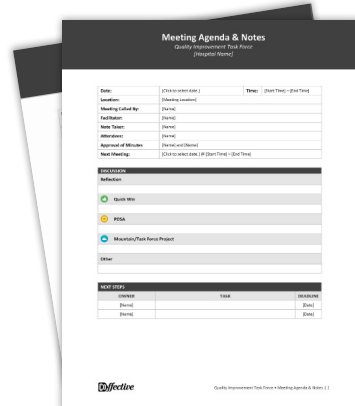 Meeting Agenda & Notes
Quality Improvement Task Force
[Hospital Name]
Date: [Click to select date.] Time: [Start Time] – [End Time]
Location: [Meeting Location]
Meeting Called By: [Name]
Facilitator: [Name]
Note Taker: [Name]
Attendees: [Name]
Approval of Minutes [Name] and [Name]
Next Meeting: [Click to select date.] @ [Start Time] – [End Time]
DISCUSSION
Reflection
Quick Win
PDSA
Mountain/Task Force Project
Other
NEXT STEPS
OWNER TASK DEADLINE
[Name] [Date]
[Name] [Date]
QIffective Quality Improvement Task Force • Meeting Agenda & Notes | 1